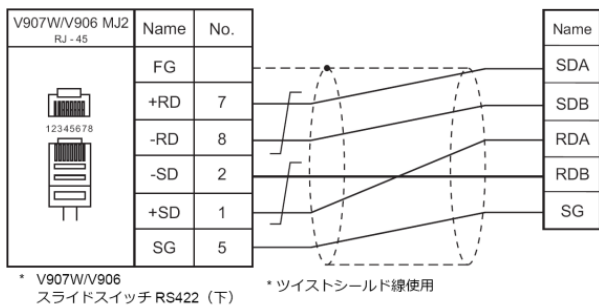 V907W/V906 MJ2 Name No. Name
RJ - 45
FG SDA
+RD 7 SDB
12345678
-RD 8 RDA
-SD 2 RDB
+SD 1 SG
SG 5
* V907W/V906
スライドスイッチ RS422（下）
* ツイストシールド線使用